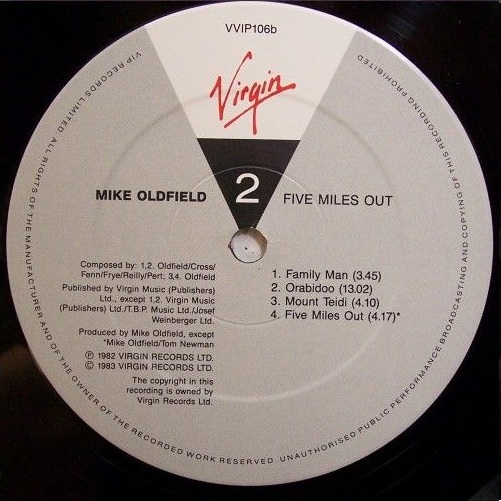 VVIP106b
Virgin
MIKE OLDFIELD
2
FIVE MILES OUT
Composed by: 1,2. Oldfield/Cross/
Fenn/Frye/Reilly/Pert; 3,4. Oldfield
Published by Virgin Music (Publishers)
Ltd., except 1,2. Virgin Music
(Publishers) Ltd./T.B.P. Music Ltd./Josef
Weinberger Ltd.
Produced by Mike Oldfield, except
*Mike Oldfield/Tom Newman
℗ 1982 VIRGIN RECORDS LTD.
© 1983 VIRGIN RECORDS LTD.
The copyright in this
recording is owned by
Virgin Records Ltd.
1. Family Man (3.45)
2. Orabidoo (13.02)
3. Mount Teidi (4.10)
4. Five Miles Out (4.17)*
VIP RECORDS LIMITED ALL RIGHTS OF THE MANUFACTURER AND OF THE OWNER OF THE RECORDED WORK RESERVED UNAUTHORISED PUBLIC PERFORMANCE BROADCASTING AND COPYING OF THIS RECORDING PROHIBITED